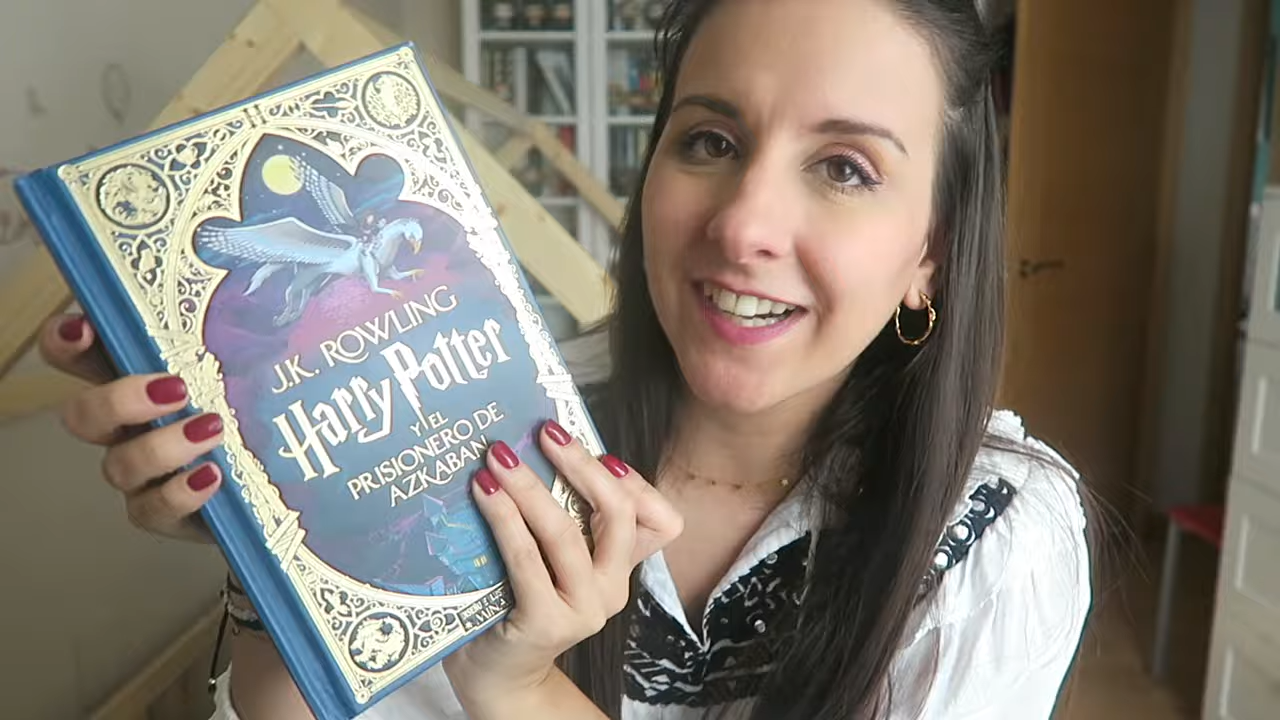 J.K. ROWLING
Harry Potter
Y EL
PRISIONERO DE
AZKABAN